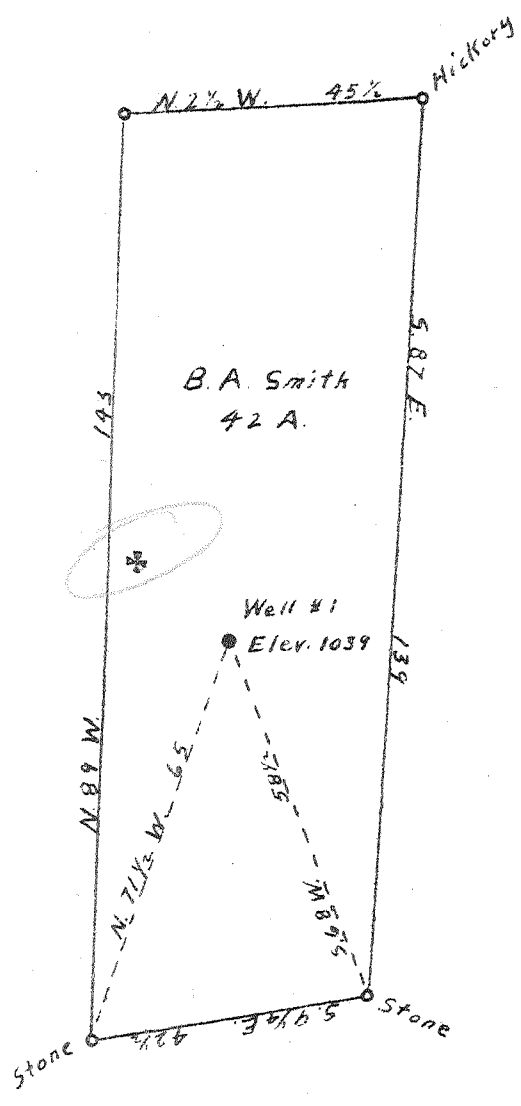 Hickory
N. 2½ W. 45½
S. 87 E.
B. A. Smith
42 A.
143
Well #1
Elev. 1039
139
N 89 W
N. 71½ W. 65
58½
S. 9¼ E. 42½
Stone
Stone